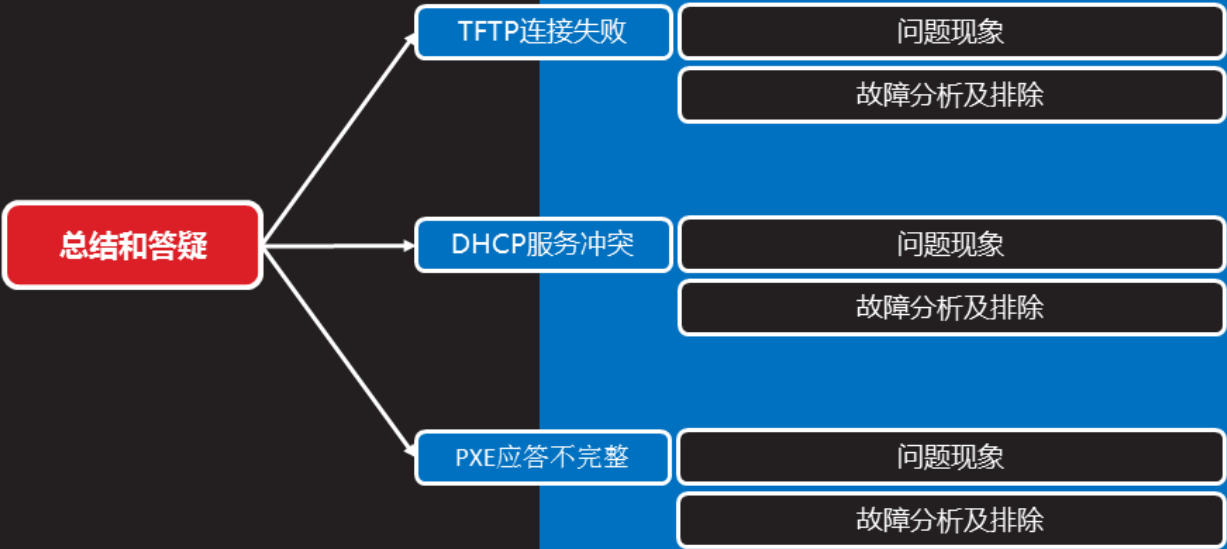 总结和答疑
TFTP连接失败
问题现象
故障分析及排除
DHCP服务冲突
问题现象
故障分析及排除
PXE应答不完整
问题现象
故障分析及排除